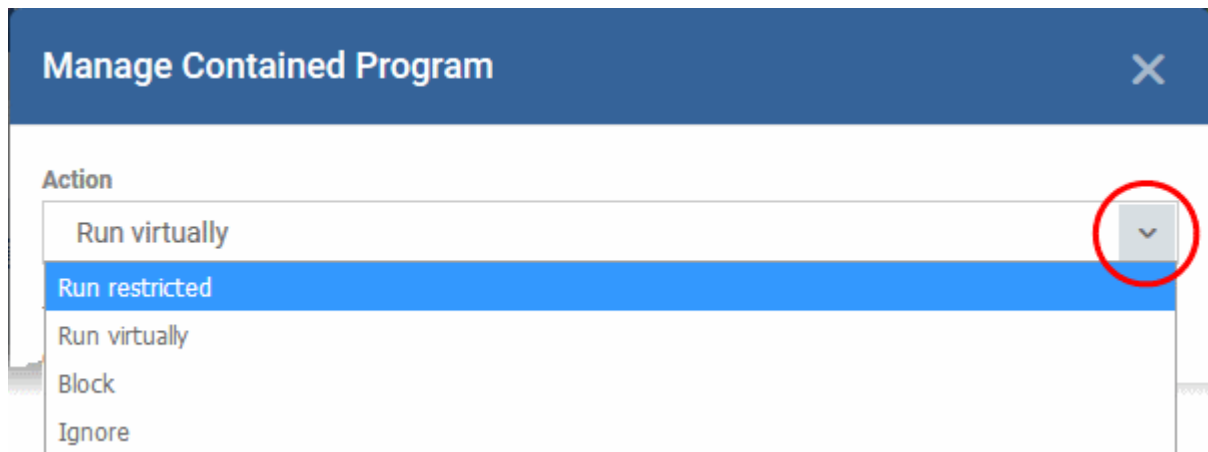 Manage Contained Program
Action
Run virtually
Run restricted
Run virtually
Block
Ignore